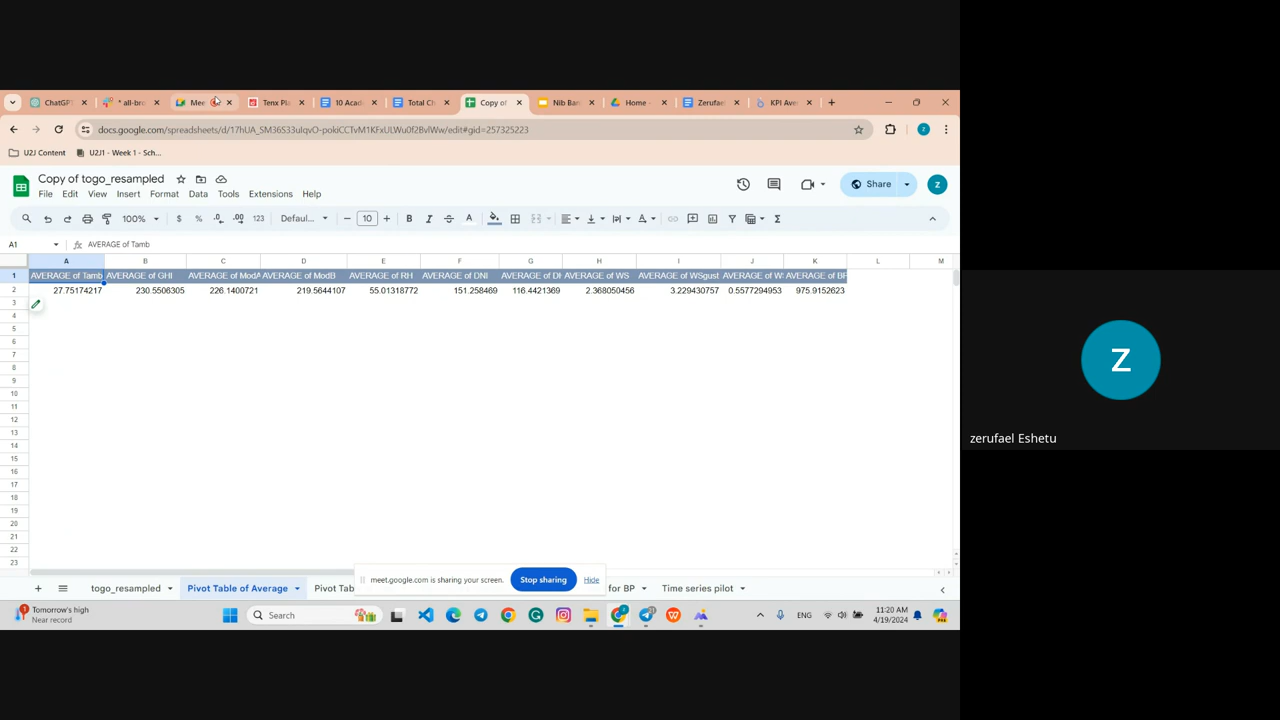 ChatGP
* all-bro
Mee
Tenx Pla
10 Acad
Total Ch
Copy of
Nib Ban
Home -
Zerufae
KPI Ave
docs.google.com/spreadsheets/d/17hUA_SM36S33uIqvO-pokiCCTvM1KFxULWu0f2BvlWw/edit#gid=257325223
U2J Content
U2J1 - Week 1 - Sch...
Copy of togo_resampled
File Edit View Insert Format Data Tools Extensions Help
Share
Z
100% $ % .0 .00 123 Defaul... 10 B I S A
A1 fx AVERAGE of Tamb
A B C D E F G H I J K L M
1 AVERAGE of Tamb AVERAGE of GHI AVERAGE of ModA AVERAGE of ModB AVERAGE of RH AVERAGE of DNI AVERAGE of DH AVERAGE of WS AVERAGE of WSgust AVERAGE of WS AVERAGE of BP
2 27.75174217 230.5506305 226.1400721 219.5644107 55.01318772 151.258469 116.4421369 2.368050456 3.229430757 0.5577294953 975.9152623
3
4
5
6
7
8
9
10
11
12
13
14
15
16
17
18
19
20
21
22
23
meet.google.com is sharing your screen. Stop sharing Hide
togo_resampled Pivot Table of Average Pivot Tab for BP Time series pilot
Tomorrow's high
Near record
Search
ENG
11:20 AM
4/19/2024
Z
zerufael Eshetu